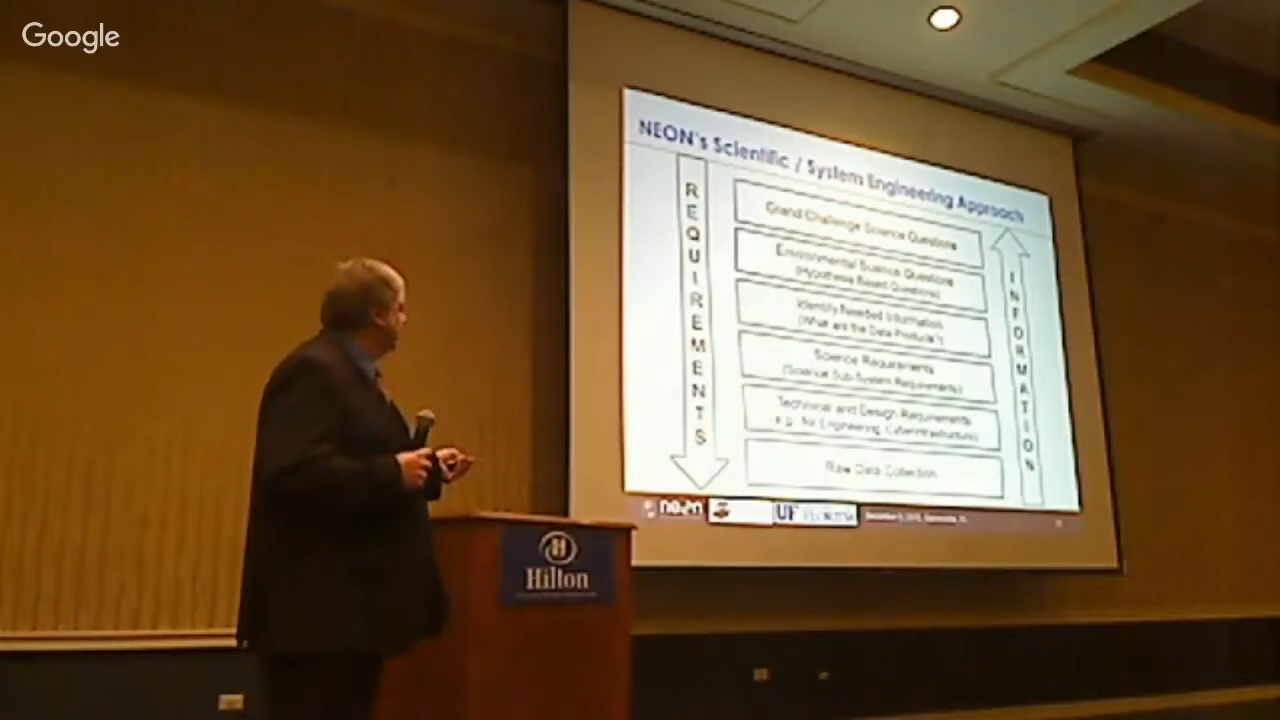 Google
NEON's Scientific / System Engineering Approach
REQUIREMENTS
Grand Challenge Science Questions
Environmental Science Questions
(Hypothesis Based Questions)
Identify Needed Information
(What are the Data Products?)
Science Requirements
(Science Sub-System Requirements)
Technical and Design Requirements
e.g., for Engineering, Cyberinfrastructure)
Raw Data Collection
INFORMATION
neon
UF
Hilton